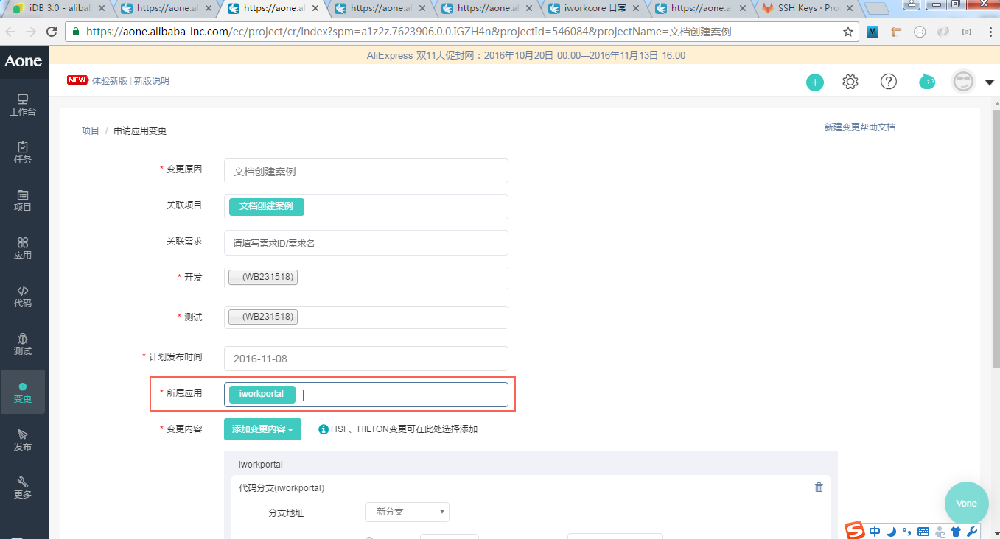 iDB 3.0 - alibab
https://aone.al
https://aone.al
https://aone.al
https://aone.al
iworkcore 日常
https://aone.al
SSH Keys · Pro
https://aone.alibaba-inc.com/ec/project/cr/index?spm=a1z2z.7623906.0.0.IGZH4n&projectId=546084&projectName=文档创建案例
M
Aone
AliExpress 双11大促封网：2016年10月20日 00:00---2016年11月13日 16:00
NEW 体验新版 | 新版说明
工作台
任务
项目
应用
代码
测试
变更
发布
更多
项目 / 申请应用变更
新建变更帮助文档
* 变更原因 文档创建案例
关联项目 文档创建案例
关联需求 请填写需求ID/需求名
* 开发 (WB231518)
* 测试 (WB231518)
* 计划发布时间 2016-11-08
* 所属应用 iworkportal
* 变更内容 添加变更内容 HSF、HILTON变更可在此处选择添加
iworkportal
代码分支(iworkportal)
分支地址 新分支
Vone
S 中